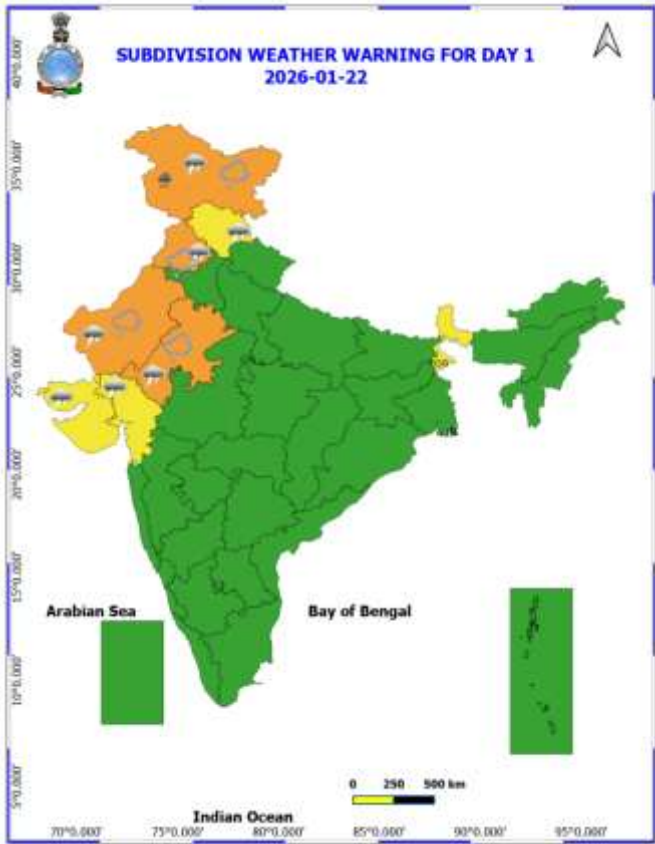 SUBDIVISION WEATHER WARNING FOR DAY 1
2026-01-22
40°0.000'
35°0.000'
30°0.000'
25°0.000'
20°0.000'
15°0.000'
10°0.000'
5°0.000'
Arabian Sea
Bay of Bengal
0 250 500 km
Indian Ocean
70°0.000' 75°0.000' 80°0.000' 85°0.000' 90°0.000' 95°0.000'